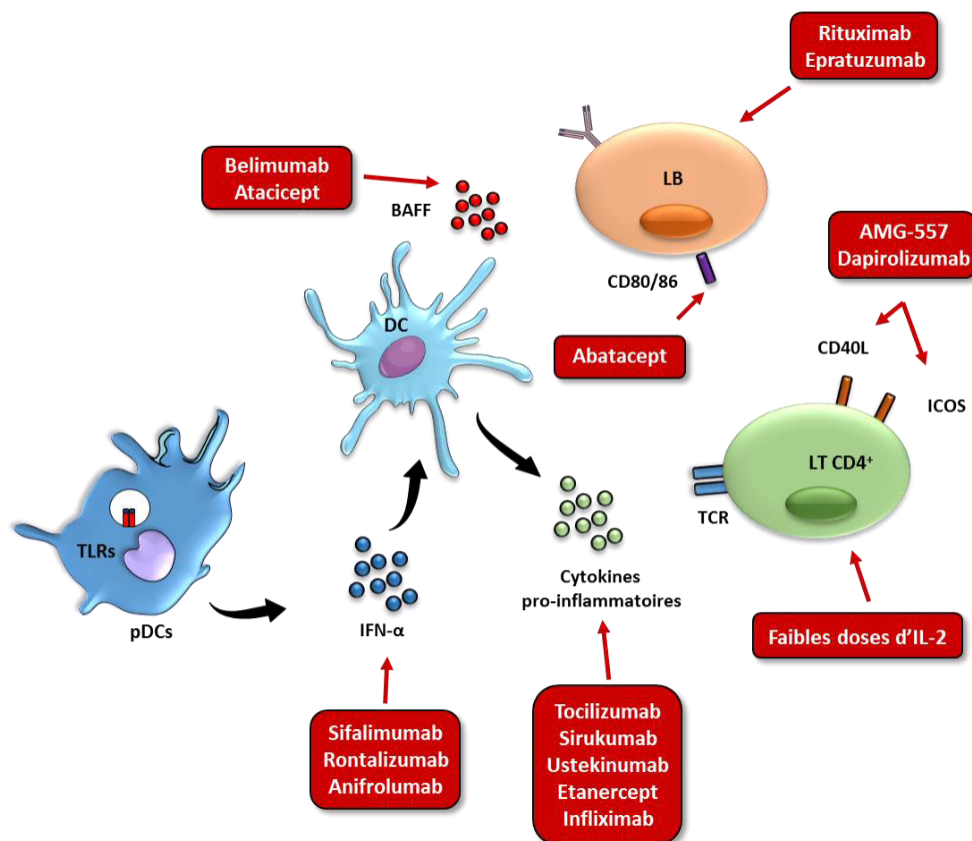 Rituximab
Epratuzumab
Belimumab
Atacicept
BAFF
LB
CD80/86
AMG-557
Dapirolizumab
DC
Abatacept
CD40L
ICOS
LT CD4⁺
TCR
TLRs
pDCs
IFN-α
Cytokines
pro-inflammatoires
Faibles doses d’IL-2
Sifalimumab
Rontalizumab
Anifrolumab
Tocilizumab
Sirukumab
Ustekinumab
Etanercept
Infliximab